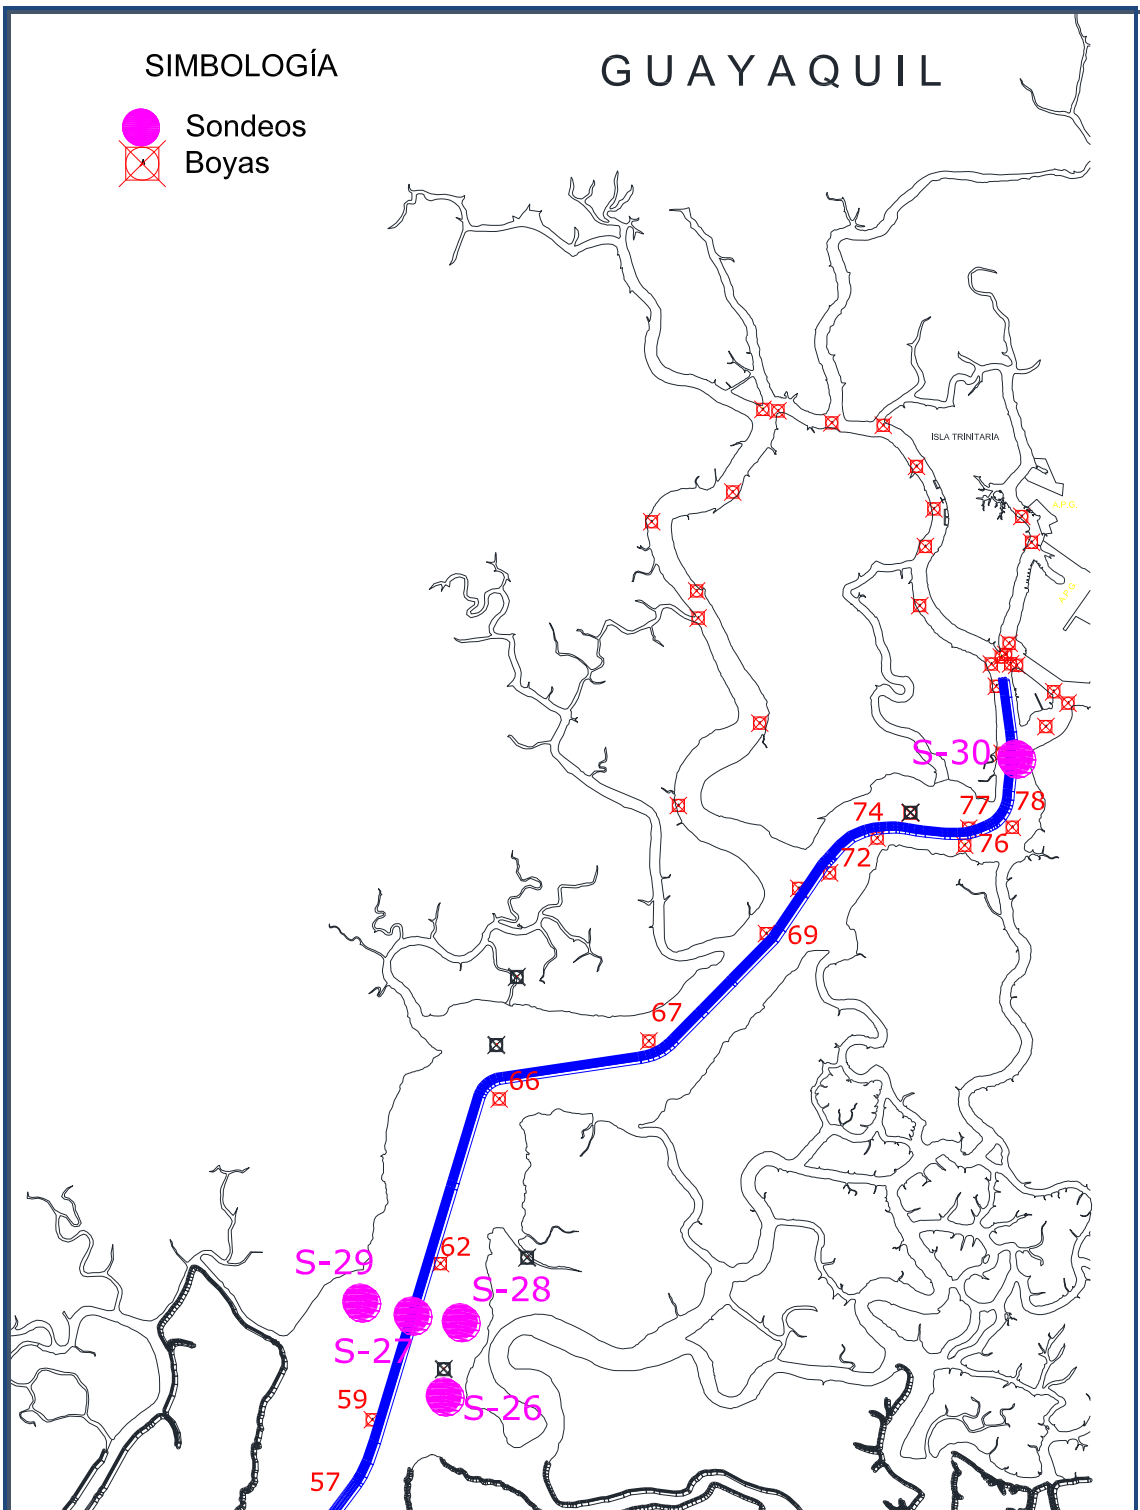 SIMBOLOGÍA
GUAYAQUIL
Sondeos
Boyas
ISLA TRINITARIA
A.P.G.
A.P.G.
S-30
77
78
74
76
72
69
67
66
62
S-29
S-28
S-27
59
S-26
57